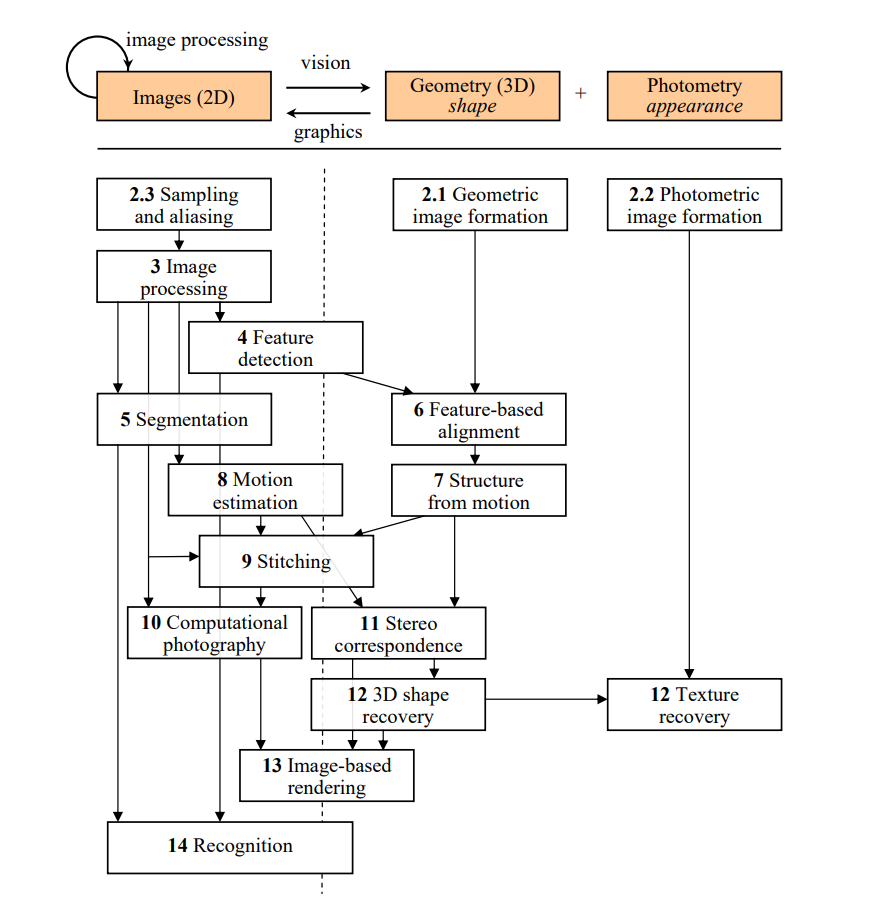 image processing
vision
Images (2D)
Geometry (3D)
shape
+
Photometry
appearance
graphics
2.3 Sampling
and aliasing
2.1 Geometric
image formation
2.2 Photometric
image formation
3 Image
processing
4 Feature
detection
5 Segmentation
6 Feature-based
alignment
8 Motion
estimation
7 Structure
from motion
9 Stitching
10 Computational
photography
11 Stereo
correspondence
12 3D shape
recovery
12 Texture
recovery
13 Image-based
rendering
14 Recognition